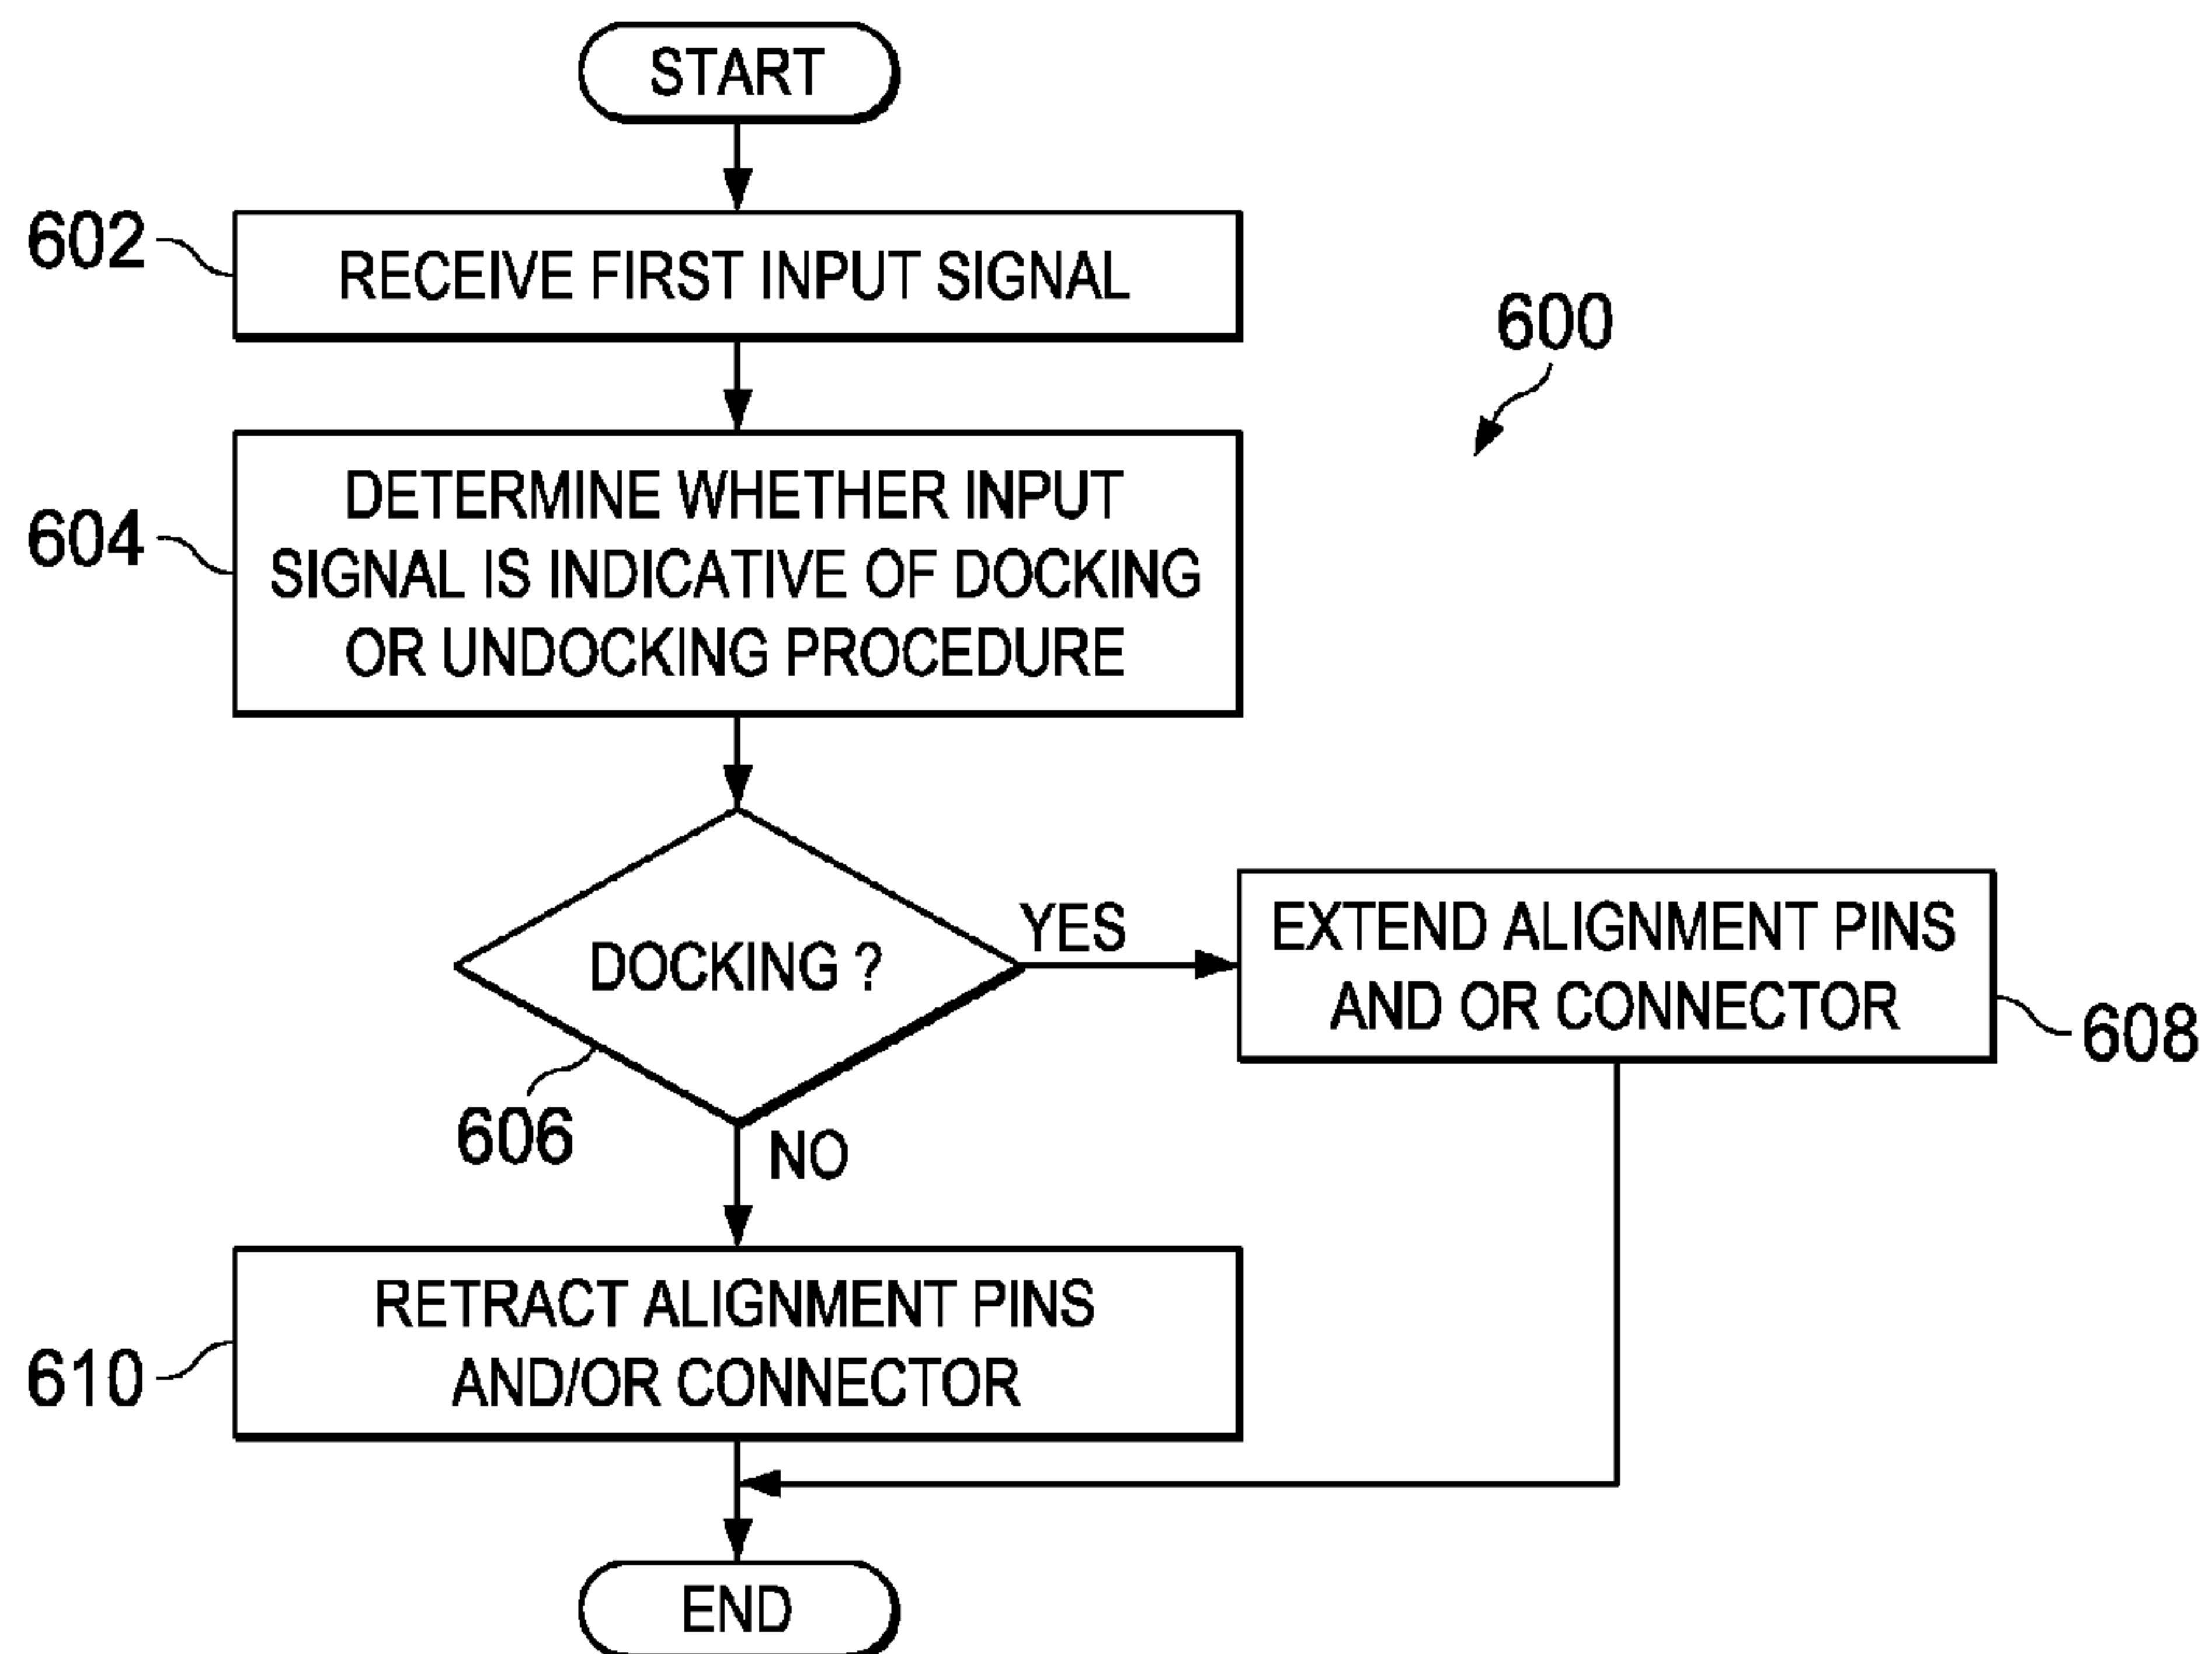 START
602
RECEIVE FIRST INPUT SIGNAL
600
604
DETERMINE WHETHER INPUT
SIGNAL IS INDICATIVE OF DOCKING
OR UNDOCKING PROCEDURE
DOCKING ?
606
YES
EXTEND ALIGNMENT PINS
AND OR CONNECTOR
608
NO
610
RETRACT ALIGNMENT PINS
AND/OR CONNECTOR
END